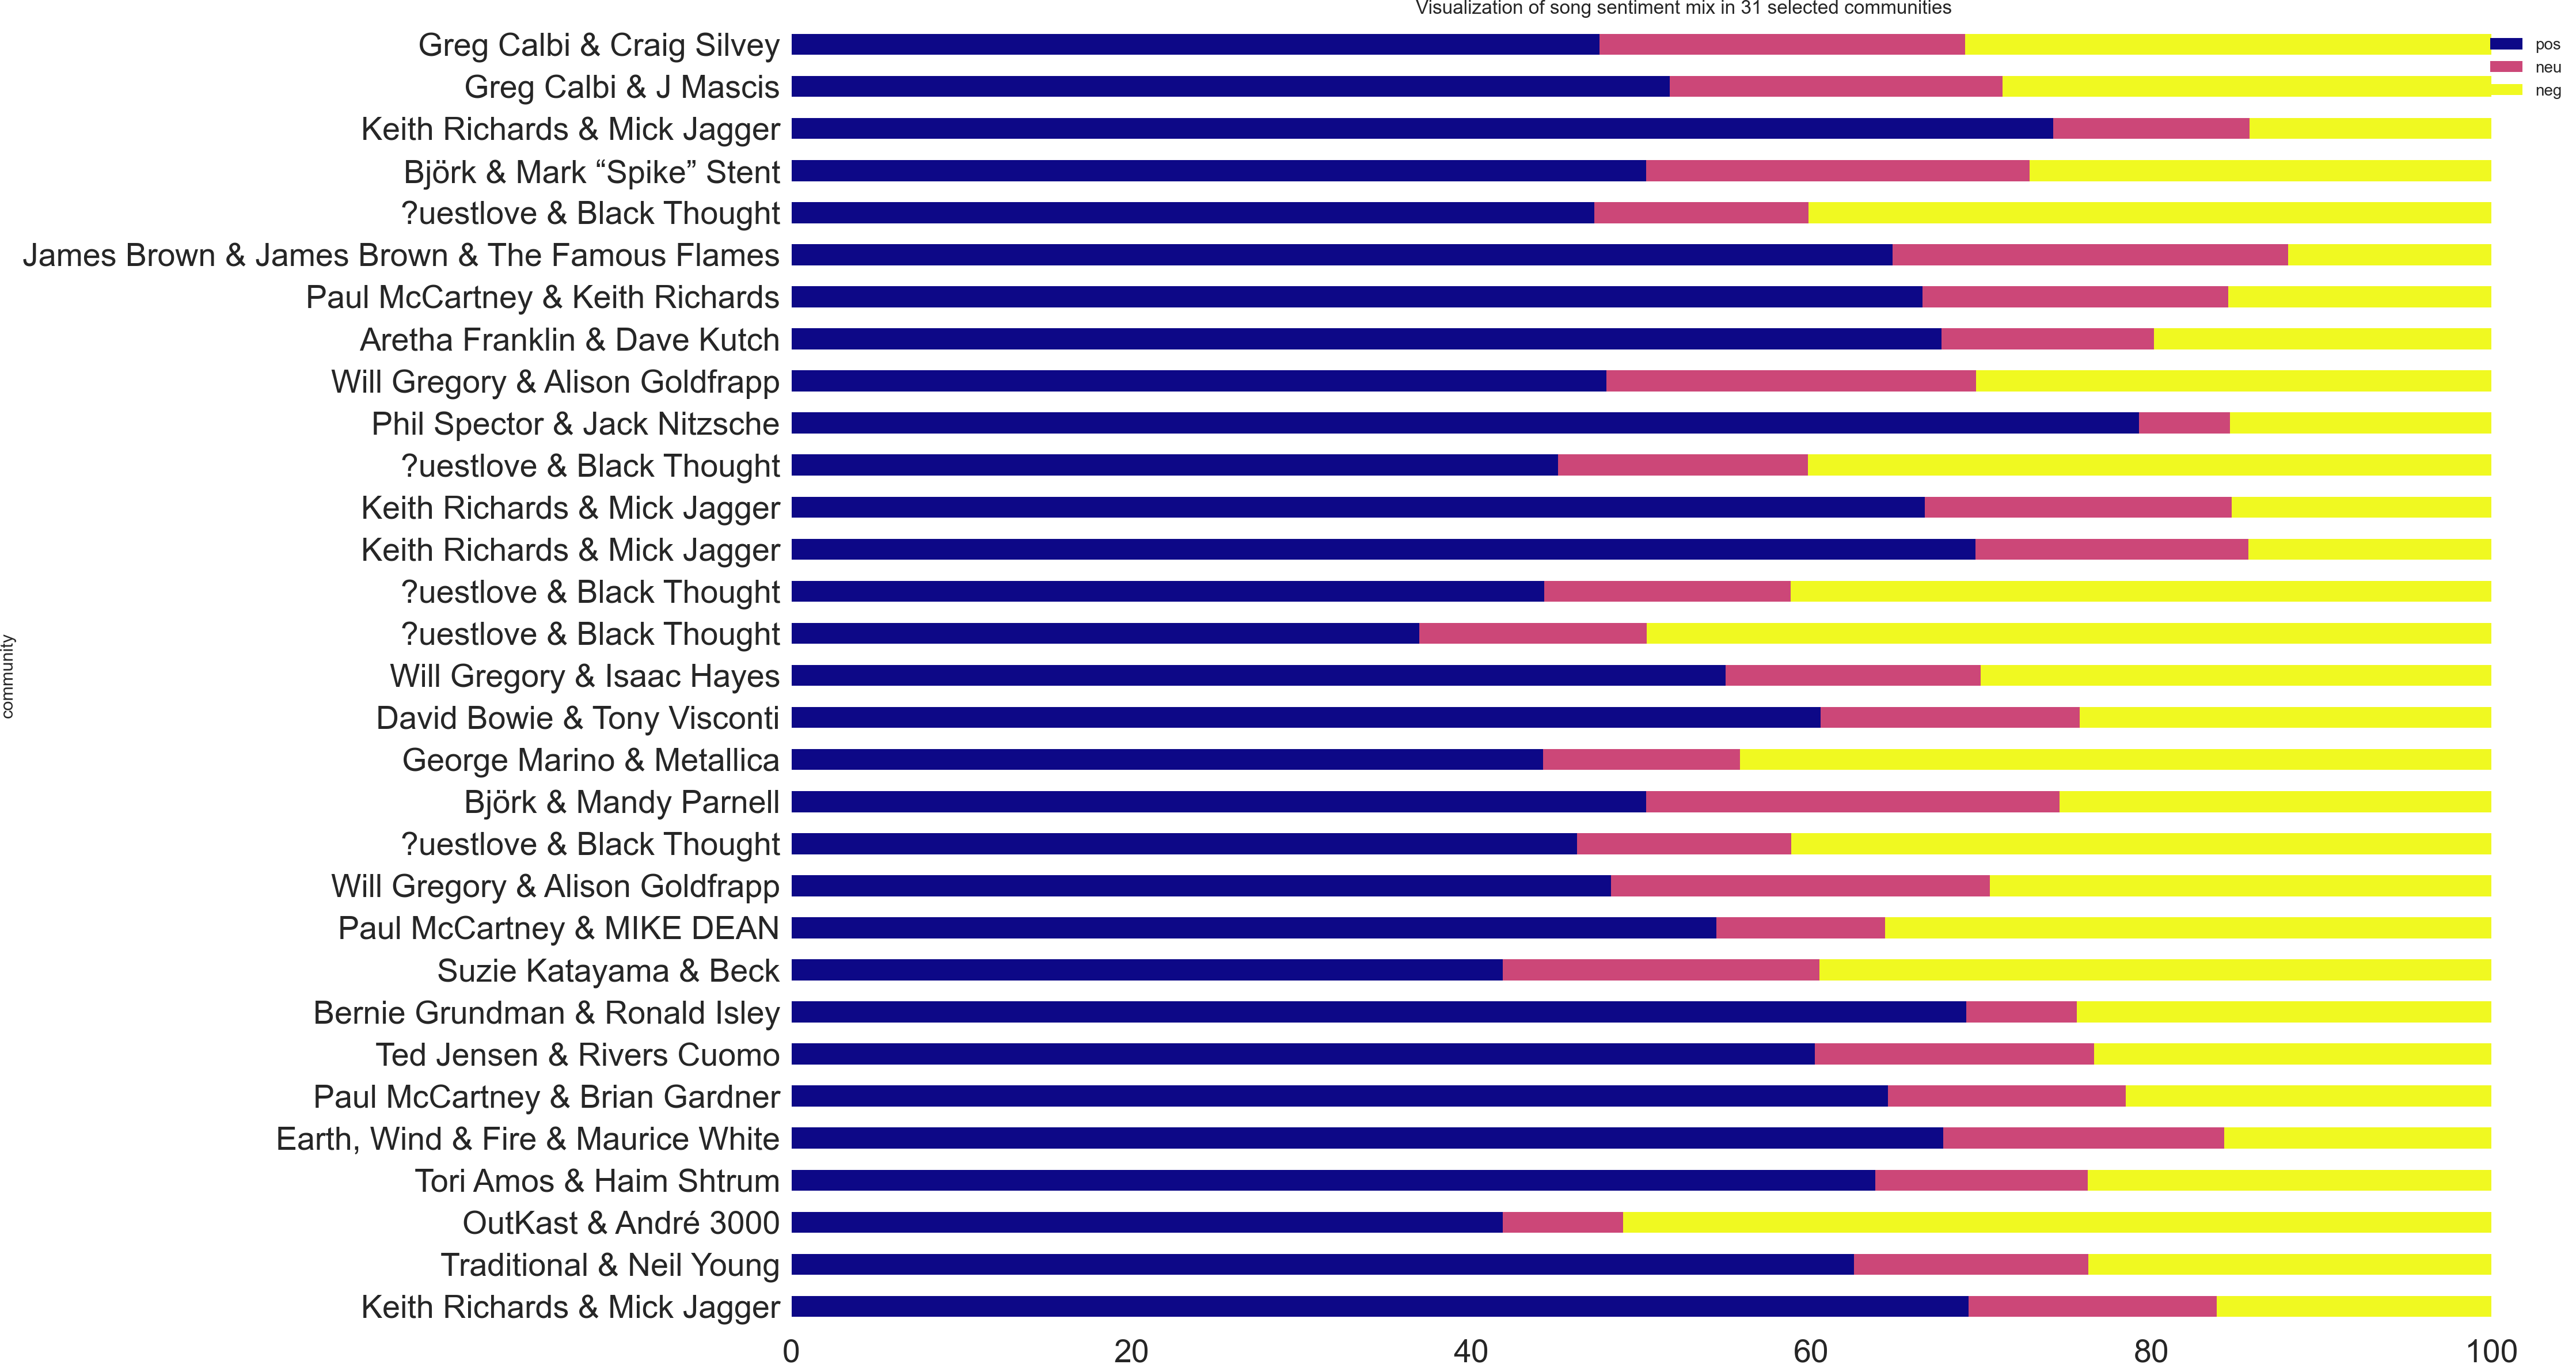 Visualization of song sentiment mix in 31 selected communities
pos
neu
neg
community
Greg Calbi & Craig Silvey
Greg Calbi & J Mascis
Keith Richards & Mick Jagger
Björk & Mark “Spike” Stent
?uestlove & Black Thought
James Brown & James Brown & The Famous Flames
Paul McCartney & Keith Richards
Aretha Franklin & Dave Kutch
Will Gregory & Alison Goldfrapp
Phil Spector & Jack Nitzsche
?uestlove & Black Thought
Keith Richards & Mick Jagger
Keith Richards & Mick Jagger
?uestlove & Black Thought
?uestlove & Black Thought
Will Gregory & Isaac Hayes
David Bowie & Tony Visconti
George Marino & Metallica
Björk & Mandy Parnell
?uestlove & Black Thought
Will Gregory & Alison Goldfrapp
Paul McCartney & MIKE DEAN
Suzie Katayama & Beck
Bernie Grundman & Ronald Isley
Ted Jensen & Rivers Cuomo
Paul McCartney & Brian Gardner
Earth, Wind & Fire & Maurice White
Tori Amos & Haim Shtrum
OutKast & André 3000
Traditional & Neil Young
Keith Richards & Mick Jagger
0 20 40 60 80 100